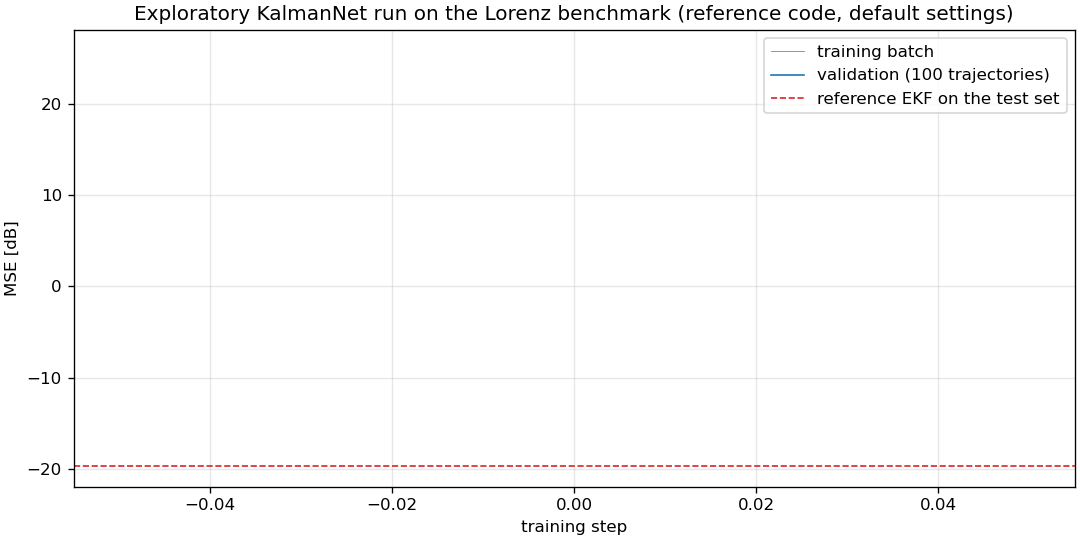 Exploratory KalmanNet run on the Lorenz benchmark (reference code, default settings)
training batch
validation (100 trajectories)
reference EKF on the test set
MSE [dB]
20
10
0
−10
−20
−0.04
−0.02
0.00
0.02
0.04
training step